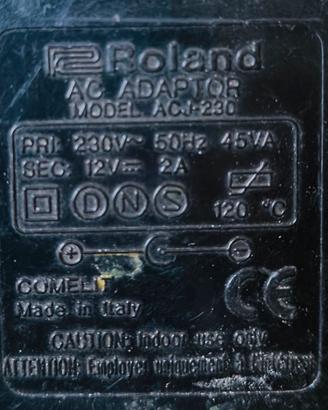 Roland
AC ADAPTOR
MODEL ACJ-230
PRI: 230V~ 50Hz 45VA
SEC: 12V⎓ 2A
D N S 120 °C
+ -
COMELIT
Made in Italy
CE
CAUTION: Indoor use only
ATTENTION: Employer uniquement à l'intérieur